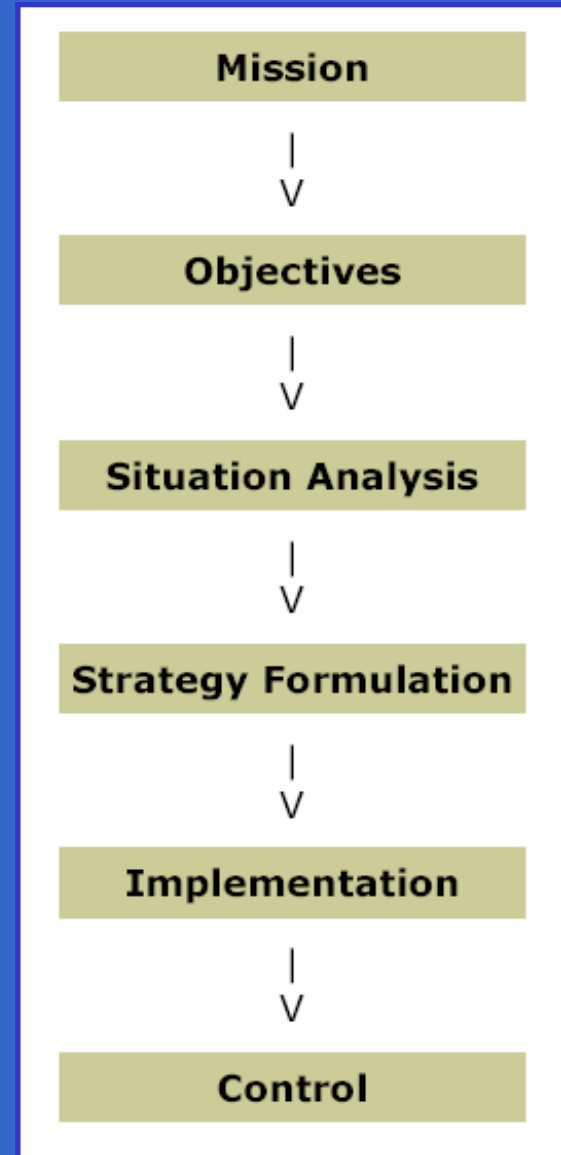 Mission
|
V
Objectives
|
V
Situation Analysis
|
V
Strategy Formulation
|
V
Implementation
|
V
Control